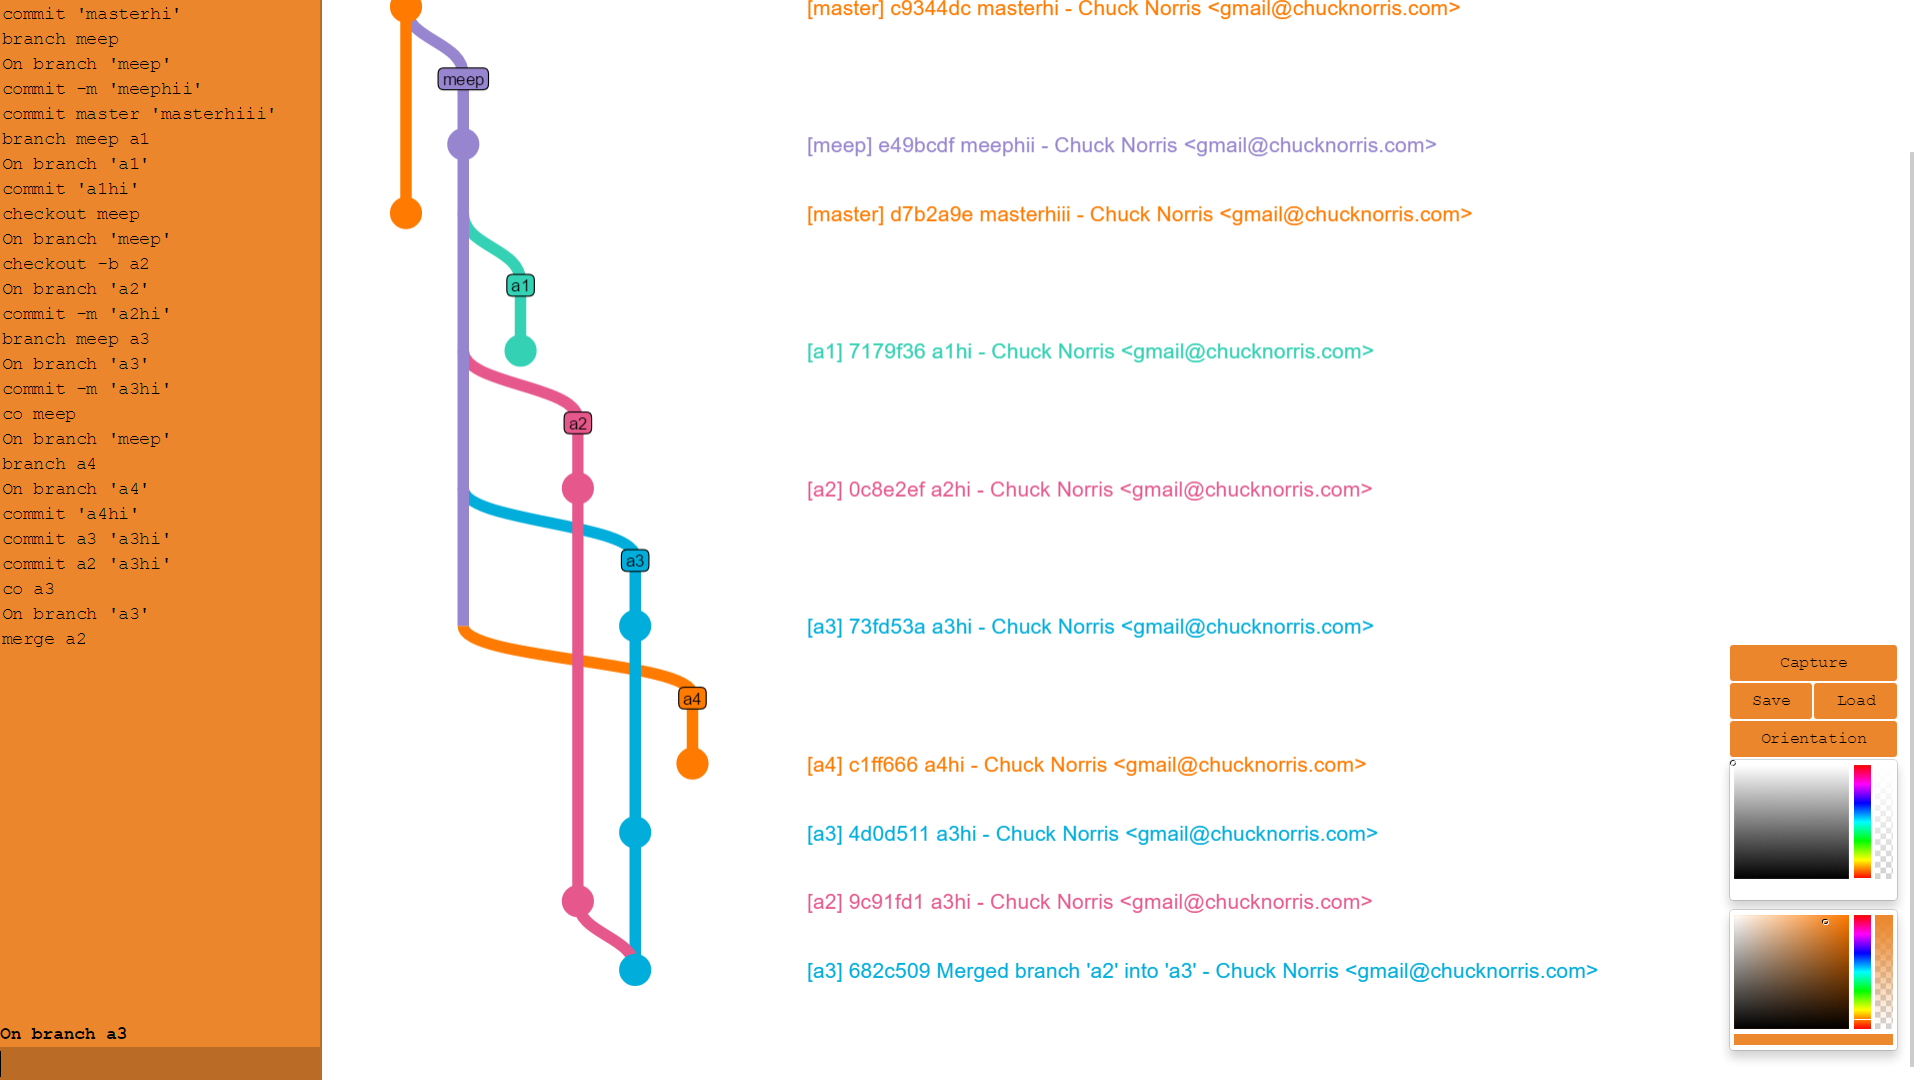 commit 'masterhi'
branch meep
On branch 'meep'
commit -m 'meephii'
commit master 'masterhiii'
branch meep a1
On branch 'a1'
commit 'a1hi'
checkout meep
On branch 'meep'
checkout -b a2
On branch 'a2'
commit -m 'a2hi'
branch meep a3
On branch 'a3'
commit -m 'a3hi'
co meep
On branch 'meep'
branch a4
On branch 'a4'
commit 'a4hi'
commit a3 'a3hi'
commit a2 'a3hi'
co a3
On branch 'a3'
merge a2
On branch a3
[master] c9344dc masterhi - Chuck Norris <gmail@chucknorris.com>
meep
[meep] e49bcdf meephii - Chuck Norris <gmail@chucknorris.com>
[master] d7b2a9e masterhiii - Chuck Norris <gmail@chucknorris.com>
a1
[a1] 7179f36 a1hi - Chuck Norris <gmail@chucknorris.com>
a2
[a2] 0c8e2ef a2hi - Chuck Norris <gmail@chucknorris.com>
a3
[a3] 73fd53a a3hi - Chuck Norris <gmail@chucknorris.com>
a4
[a4] c1ff666 a4hi - Chuck Norris <gmail@chucknorris.com>
[a3] 4d0d511 a3hi - Chuck Norris <gmail@chucknorris.com>
[a2] 9c91fd1 a3hi - Chuck Norris <gmail@chucknorris.com>
[a3] 682c509 Merged branch 'a2' into 'a3' - Chuck Norris <gmail@chucknorris.com>
Capture
Save Load
Orientation